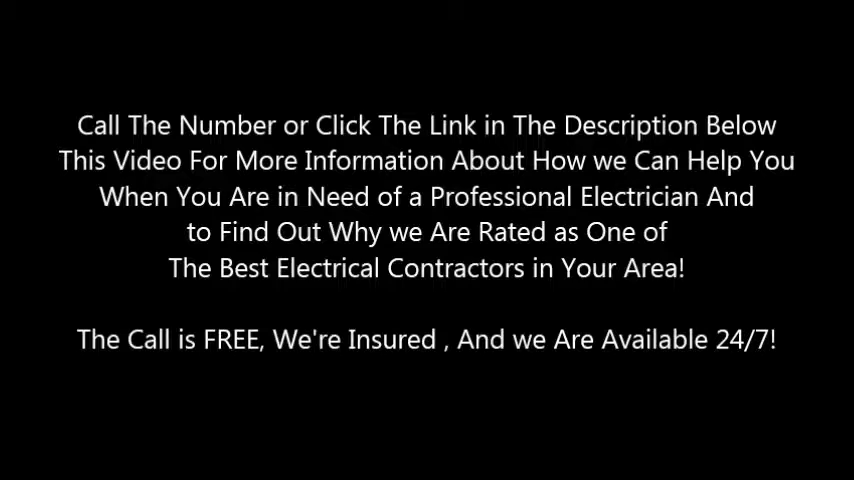 Call The Number or Click The Link in The Description Below
This Video For More Information About How we Can Help You
When You Are in Need of a Professional Electrician And
to Find Out Why we Are Rated as One of
The Best Electrical Contractors in Your Area!
The Call is FREE, We're Insured , And we Are Available 24/7!